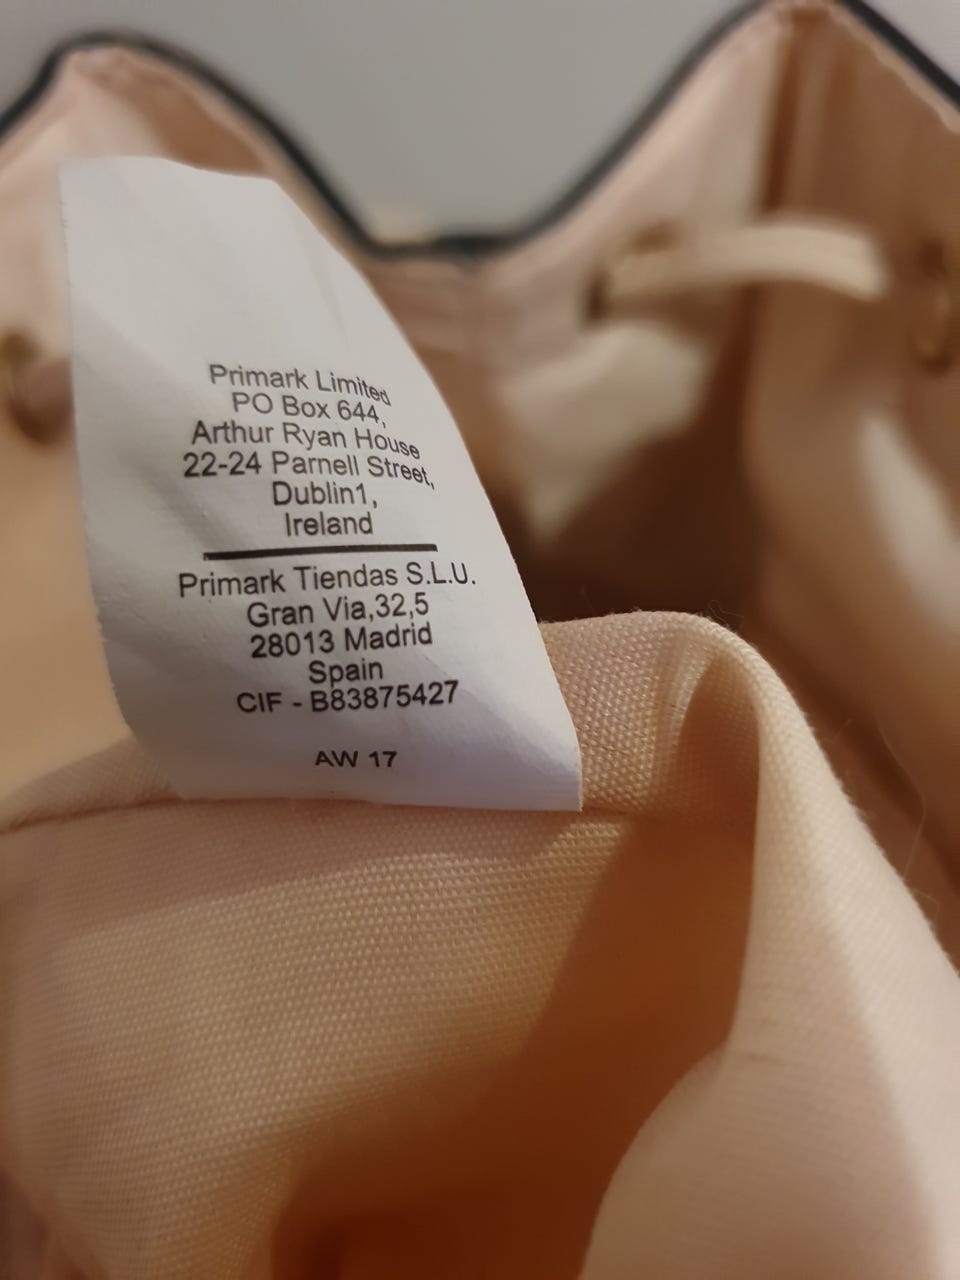 Primark Limited
PO Box 644,
Arthur Ryan House
22-24 Parnell Street,
Dublin1,
Ireland
Primark Tiendas S.L.U.
Gran Via,32,5
28013 Madrid
Spain
CIF - B83875427
AW 17